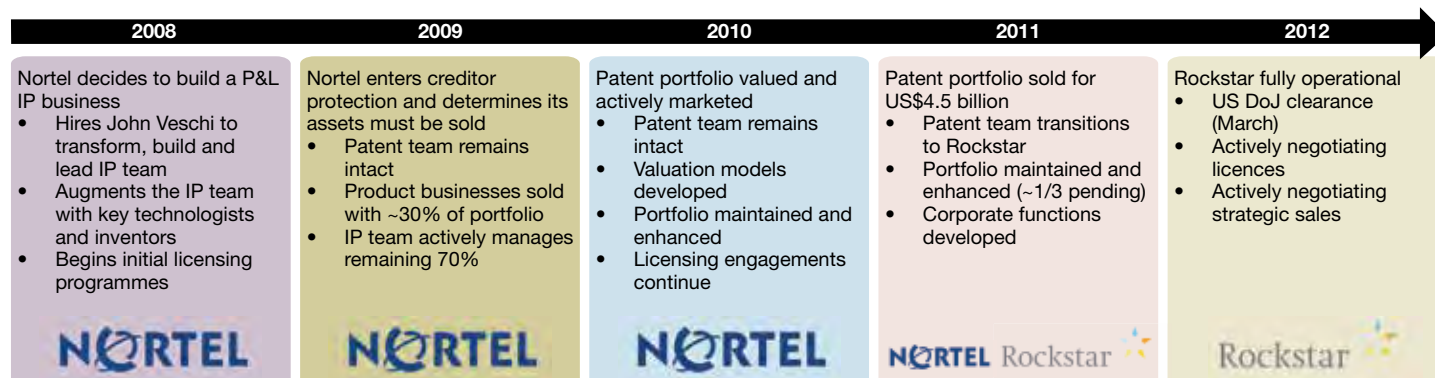 2008
2009
2010
2011
2012
Nortel decides to build a P&L
IP business
• Hires John Veschi to
transform, build and
lead IP team
• Augments the IP team
with key technologists
and inventors
• Begins initial licensing
programmes
NORTEL
Nortel enters creditor
protection and determines its
assets must be sold
• Patent team remains
intact
• Product businesses sold
with ~30% of portfolio
• IP team actively manages
remaining 70%
NORTEL
Patent portfolio valued and
actively marketed
• Patent team remains
intact
• Valuation models
developed
• Portfolio maintained and
enhanced
• Licensing engagements
continue
NORTEL
Patent portfolio sold for
US$4.5 billion
• Patent team transitions
to Rockstar
• Portfolio maintained and
enhanced (~1/3 pending)
• Corporate functions
developed
NORTEL Rockstar
Rockstar fully operational
• US DoJ clearance
(March)
• Actively negotiating
licences
• Actively negotiating
strategic sales
Rockstar